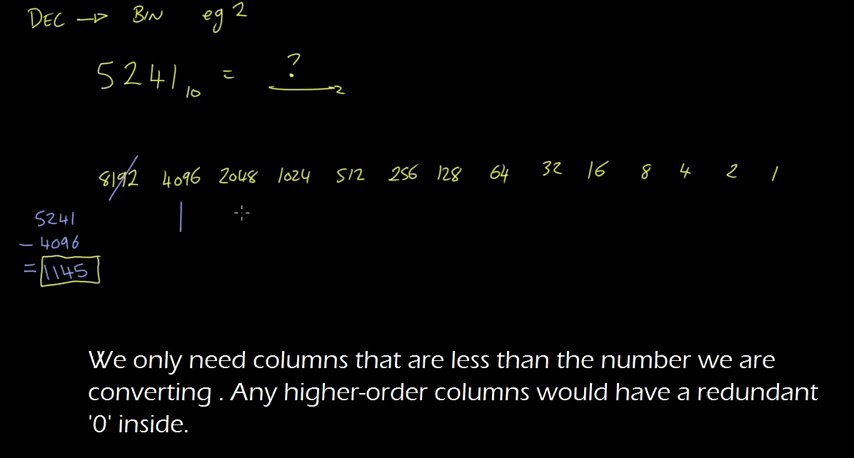 DEC → BIN eg 2
5241₁₀ = ?₂
8192 4096 2048 1024 512 256 128 64 32 16 8 4 2 1
5241 1
− 4096
= 1145
We only need columns that are less than the number we are
converting . Any higher-order columns would have a redundant
'0' inside.